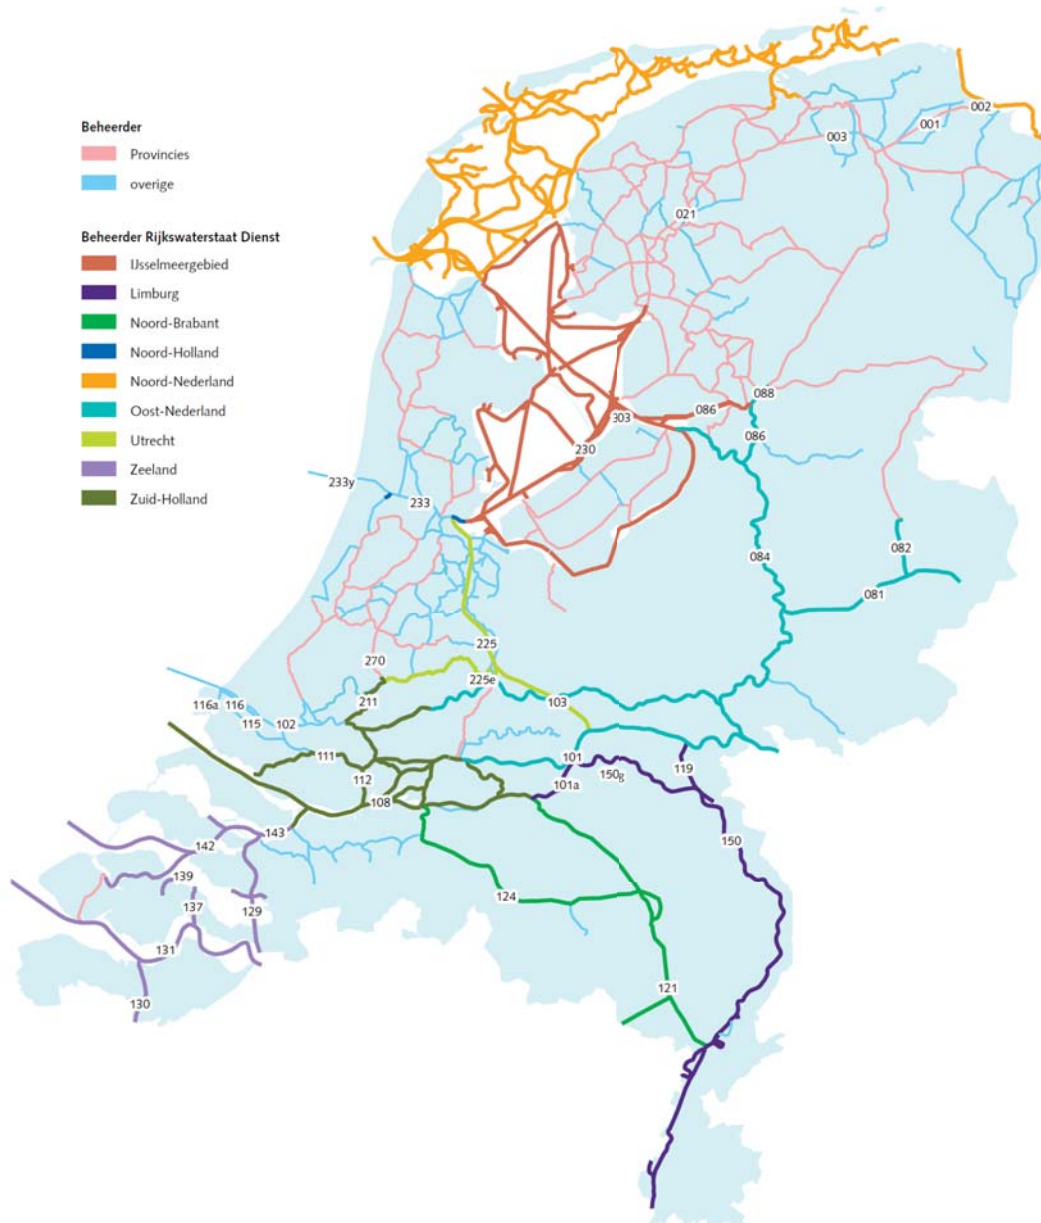 Beheerder
Provincies
overige
Beheerder Rijkswaterstaat Dienst
IJsselmeergebied
Limburg
Noord-Brabant
Noord-Holland
Noord-Nederland
Oost-Nederland
Utrecht
Zeeland
Zuid-Holland
002
001
003
021
088
086
303
086
230
233y
233
084
082
081
225
270
225e
211
103
116a
116
115
102
111
101
119
112
101a
150g
108
143
150
142
139
124
137
129
131
121
130